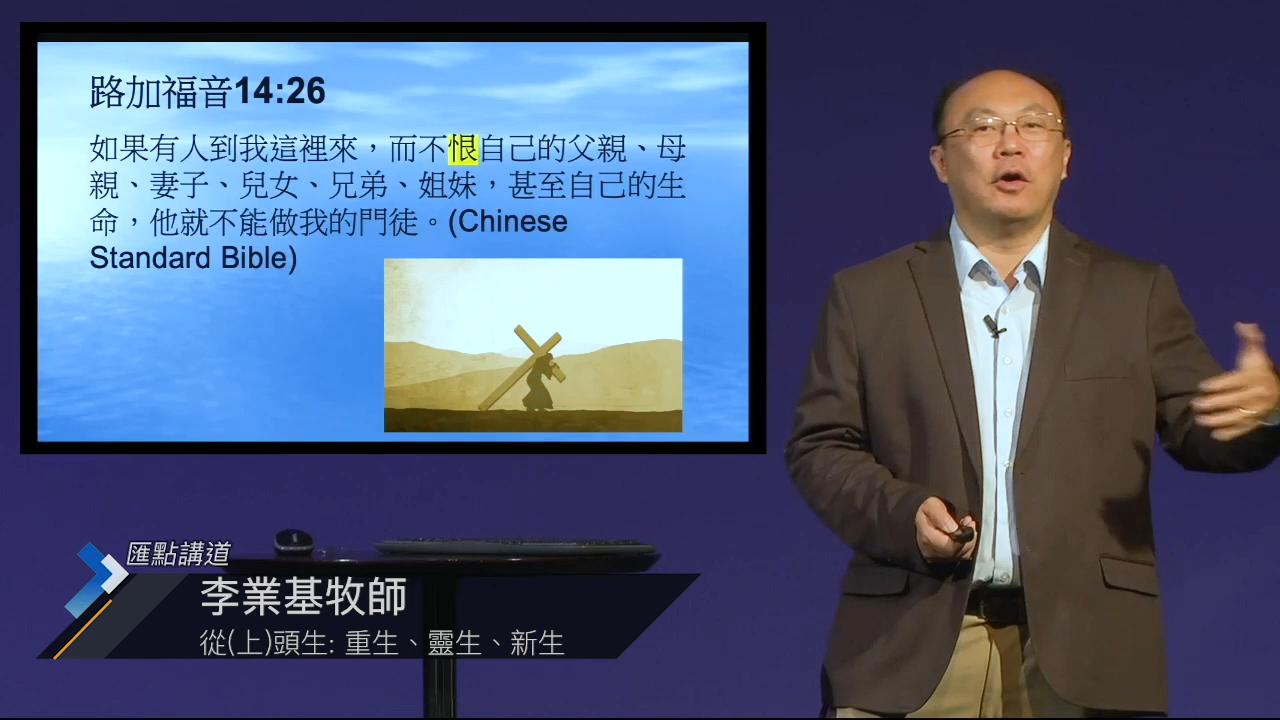 路加福音14:26
如果有人到我這裡來，而不恨自己的父親、母
親、妻子、兒女、兄弟、姐妹，甚至自己的生
命，他就不能做我的門徒。(Chinese
Standard Bible)
匯點講道
李業基牧師
從(上)頭生: 重生、靈生、新生